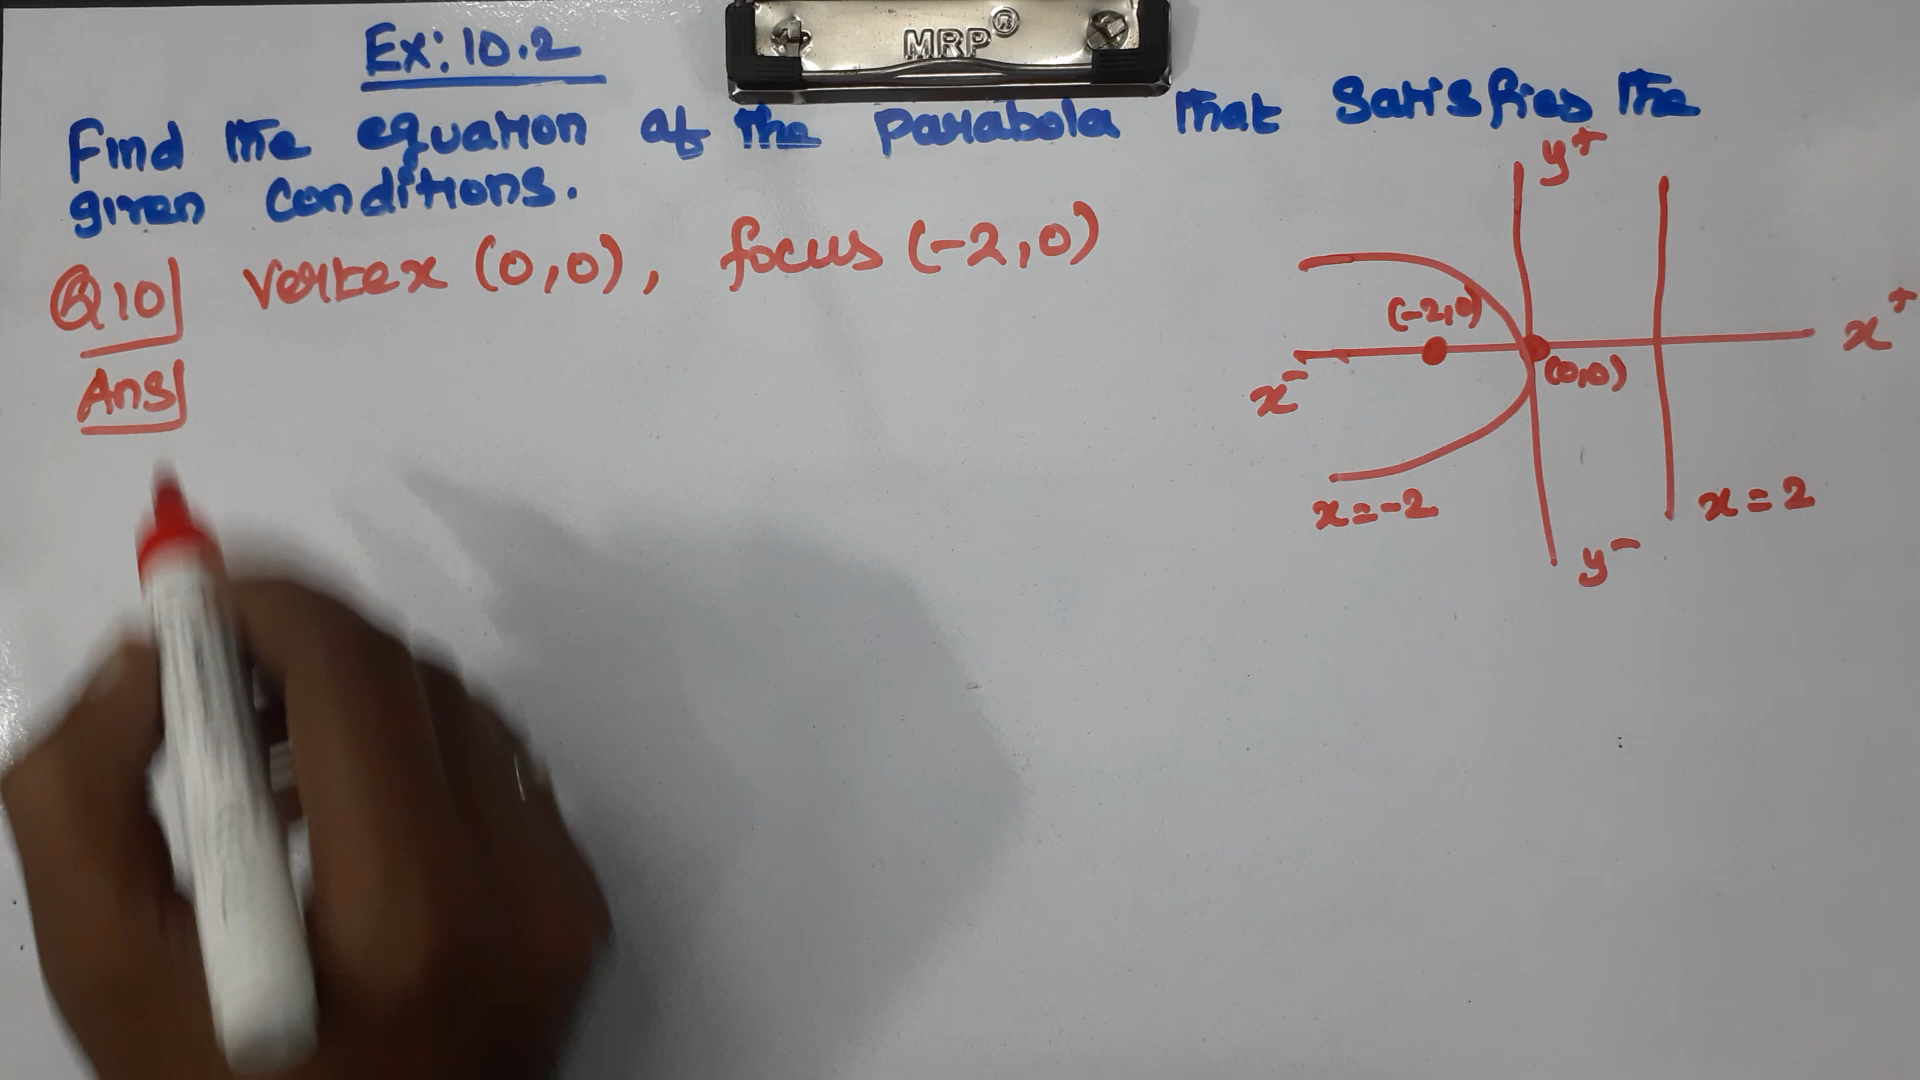 Ex: 10.2
MRP®
Find the equation of the parabola that satisfies the
given conditions.
Q10] Vertex (0,0), focus (-2,0)
Ans]
y+
(-2,0)
x+
x-
(0,0)
x=-2
x=2
y-